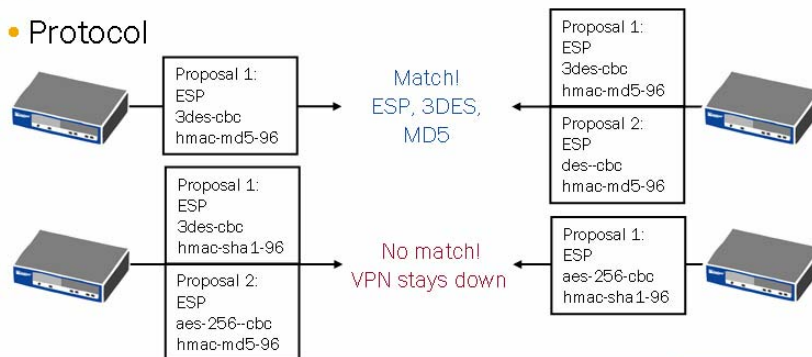 • Protocol
Proposal 1:
ESP
3des-cbc
hmac-md5-96
Match!
ESP, 3DES,
MD5
Proposal 1:
ESP
3des-cbc
hmac-md5-96
Proposal 2:
ESP
des--cbc
hmac-md5-96
Proposal 1:
ESP
3des-cbc
hmac-sha1-96
Proposal 2:
ESP
aes-256--cbc
hmac-md5-96
No match!
VPN stays down
Proposal 1:
ESP
aes-256-cbc
hmac-sha1-96